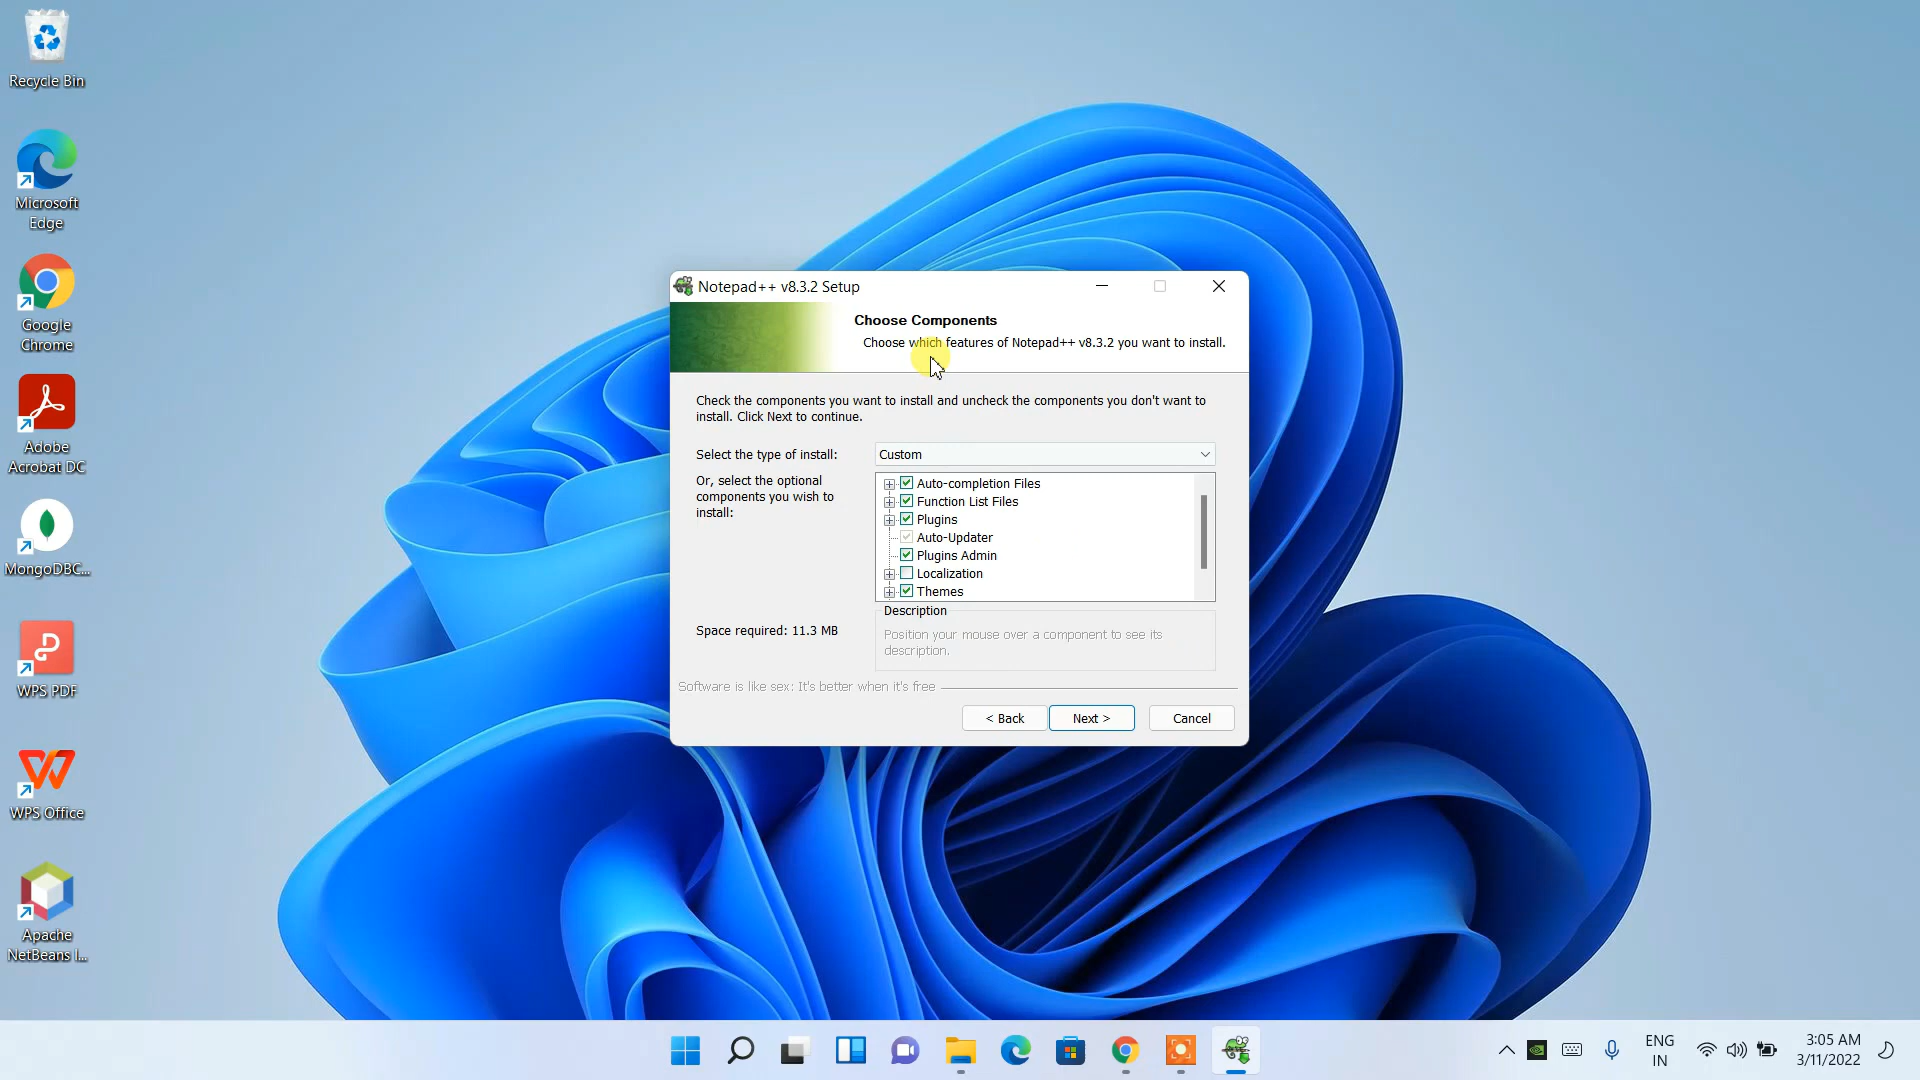 Recycle Bin
Microsoft
Edge
Google
Chrome
Adobe
Acrobat DC
MongoDBC...
WPS PDF
WPS Office
Apache
NetBeans I...
Notepad++ v8.3.2 Setup
Choose Components
Choose which features of Notepad++ v8.3.2 you want to install.
Check the components you want to install and uncheck the components you don't want to
install. Click Next to continue.
Select the type of install:
Custom
Or, select the optional
components you wish to
install:
Auto-completion Files
Function List Files
Plugins
Auto-Updater
Plugins Admin
Localization
Themes
Space required: 11.3 MB
Description
Position your mouse over a component to see its
description.
Software is like sex: It's better when it's free
< Back
Next >
Cancel
ENG
IN
3:05 AM
3/11/2022